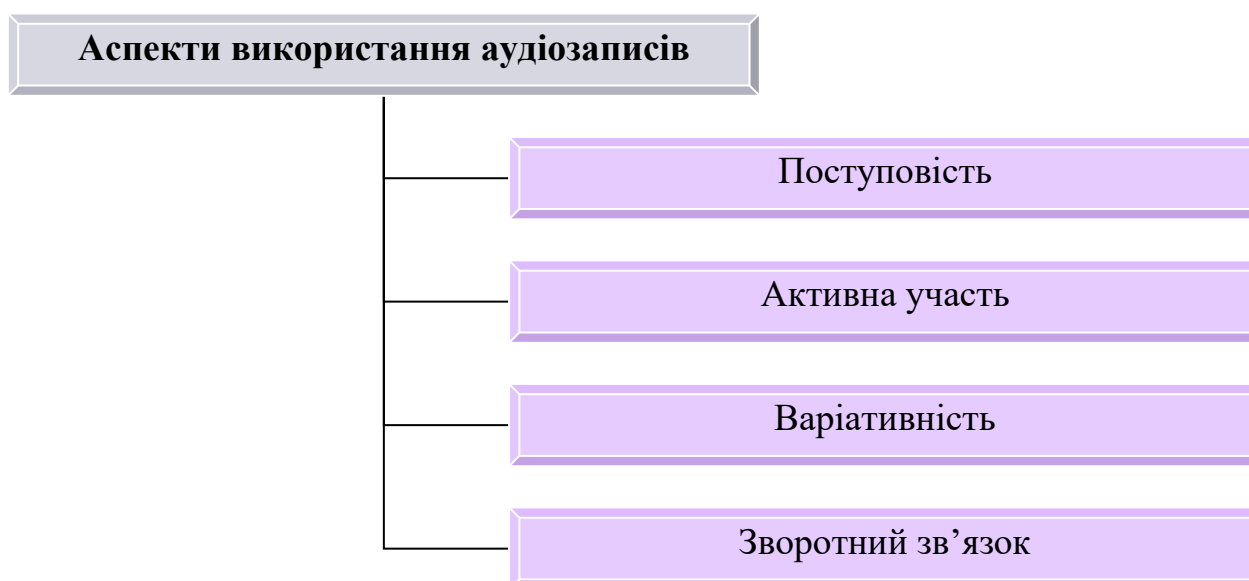 Аспекти використання аудіозаписів
Поступовість
Активна участь
Варіативність
Зворотний зв’язок